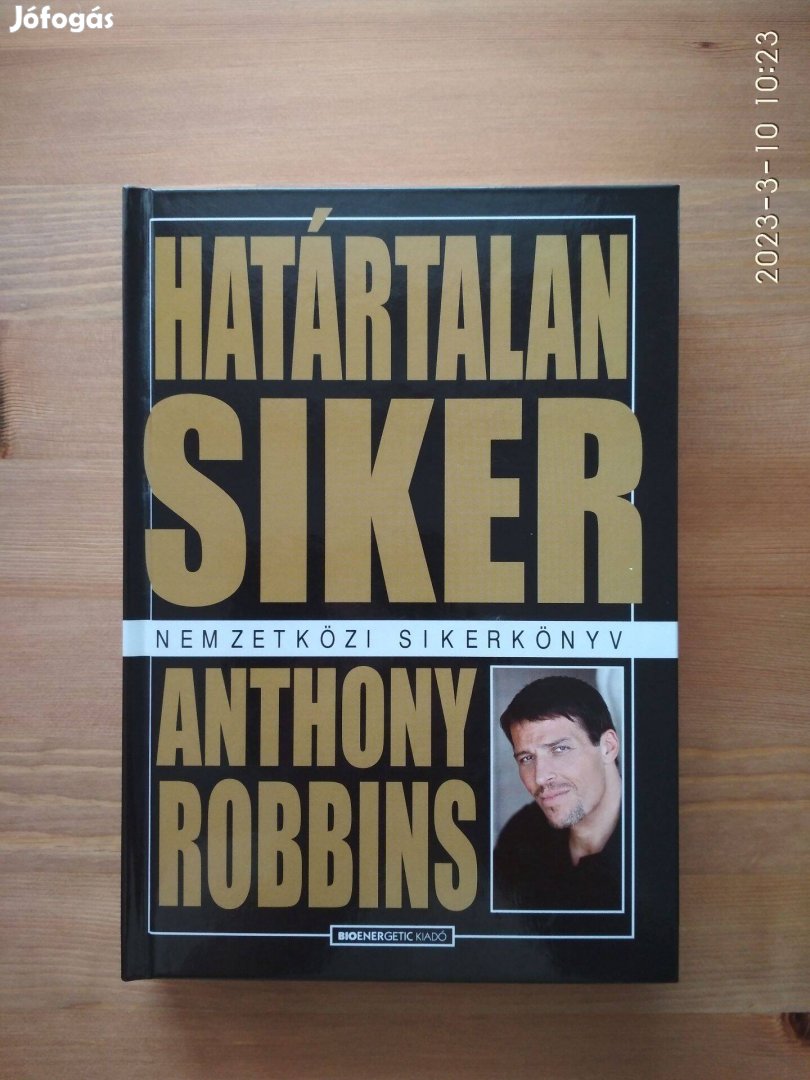 Jófogás
2023-3-10 10:23
HATÁRTALAN
SIKER
NEMZETKÖZI SIKERKÖNYV
ANTHONY
ROBBINS
BIOENERGETIC KIADÓ